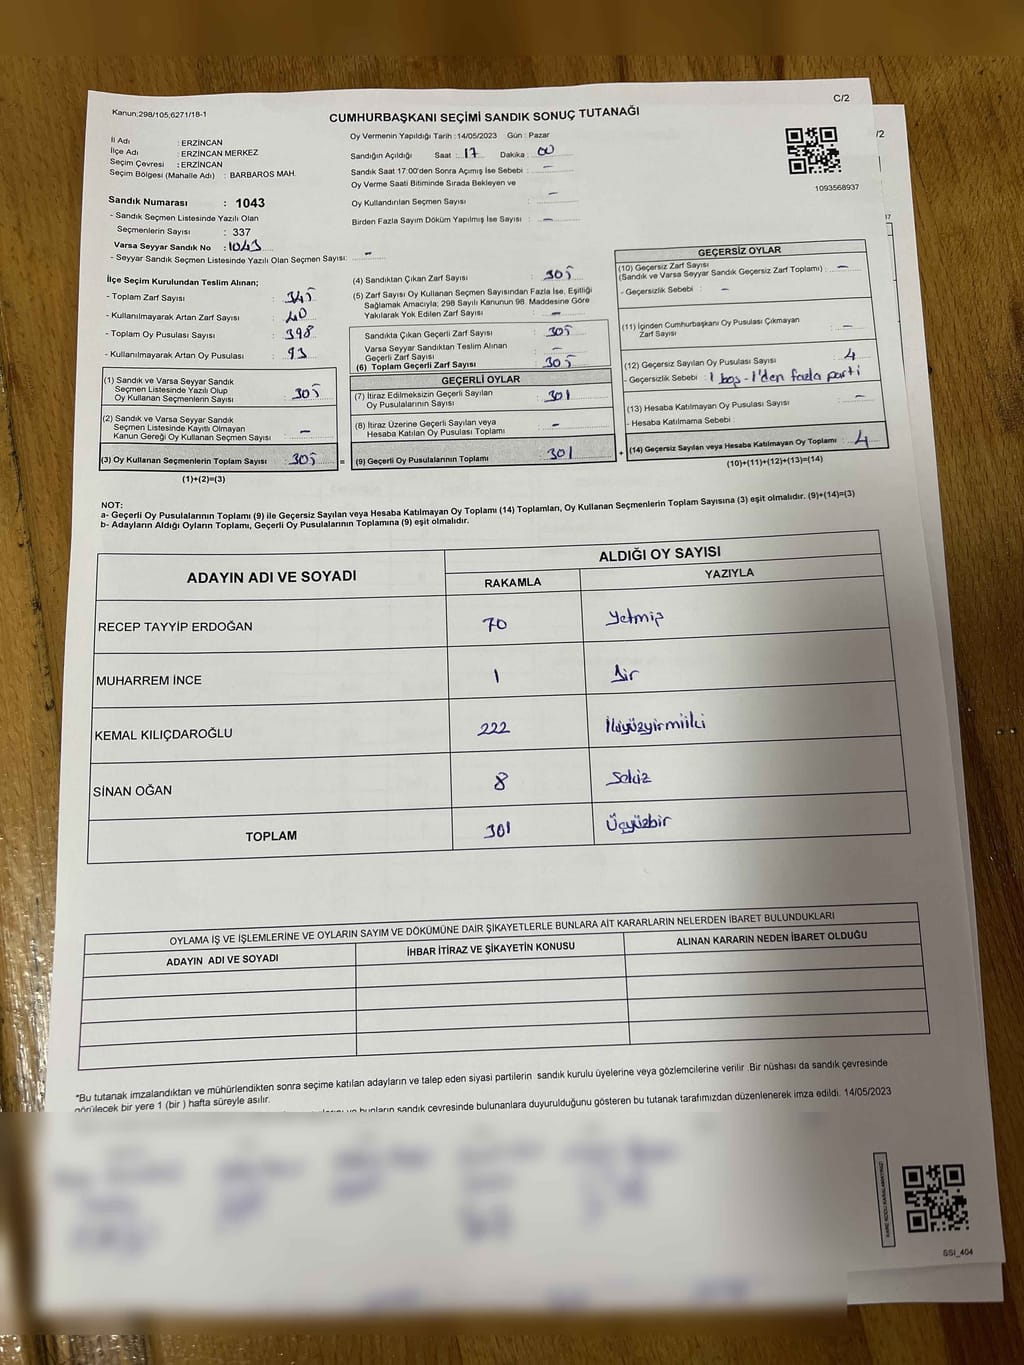 C/2
Kanun;298/105;6271/18-1
CUMHURBAŞKANI SEÇİMİ SANDIK SONUÇ TUTANAĞI
İl Adı : ERZİNCAN
İlçe Adı : ERZİNCAN MERKEZ
Seçim Çevresi : ERZİNCAN
Seçim Bölgesi (Mahalle Adı) : BARBAROS MAH.
Oy Vermenin Yapıldığı Tarih :14/05/2023 Gün : Pazar
Sandığın Açıldığı Saat : 17 Dakika : 00
Sandık Saat 17:00'den Sonra Açımış İse Sebebi : -
Oy Verme Saati Bitiminde Sırada Bekleyen ve
Oy Kullandırılan Seçmen Sayısı : -
Birden Fazla Sayım Döküm Yapılmış İse Sayısı : -
1093568937
Sandık Numarası : 1043
- Sandık Seçmen Listesinde Yazılı Olan
Seçmenlerin Sayısı : 337
Varsa Seyyar Sandık No : 1043
- Seyyar Sandık Seçmen Listesinde Yazılı Olan Seçmen Sayısı: -
İlçe Seçim Kurulundan Teslim Alınan;
- Toplam Zarf Sayısı : 345
- Kullanılmayarak Artan Zarf Sayısı : 40
- Toplam Oy Pusulası Sayısı : 398
- Kullanılmayarak Artan Oy Pusulası : 93
(1) Sandık ve Varsa Seyyar Sandık
Seçmen Listesinde Yazılı Olup
Oy Kullanan Seçmenlerin Sayısı : 305
(2) Sandık ve Varsa Seyyar Sandık
Seçmen Listesinde Kayıtlı Olmayan
Kanun Gereği Oy Kullanan Seçmen Sayısı : -
(3) Oy Kullanan Seçmenlerin Toplam Sayısı 305 =
(1)+(2)=(3)
(4) Sandıktan Çıkan Zarf Sayısı : 305
(5) Zarf Sayısı Oy Kullanan Seçmen Sayısından Fazla İse, Eşitliği
Sağlamak Amacıyla; 298 Sayılı Kanunun 98. Maddesine Göre
Yakılarak Yok Edilen Zarf Sayısı : -
Sandıkta Çıkan Geçerli Zarf Sayısı : 305
Varsa Seyyar Sandıktan Teslim Alınan
Geçerli Zarf Sayısı : -
(6) Toplam Geçerli Zarf Sayısı : 305
GEÇERLİ OYLAR
(7) İtiraz Edilmeksizin Geçerli Sayılan
Oy Pusulalarının Sayısı : 301
(8) İtiraz Üzerine Geçerli Sayılan veya
Hesaba Katılan Oy Pusulası Toplamı : -
(9) Geçerli Oy Pusulalarının Toplamı : 301 +
GEÇERSİZ OYLAR
(10) Geçersiz Zarf Sayısı
(Sandık ve Varsa Seyyar Sandık Geçersiz Zarf Toplamı) : -
- Geçersizlik Sebebi : -
(11) İçinden Cumhurbaşkanı Oy Pusulası Çıkmayan
Zarf Sayısı : -
(12) Geçersiz Sayılan Oy Pusulası Sayısı : 4
- Geçersizlik Sebebi : 1 boş - 1'den fazla parti
(13) Hesaba Katılmayan Oy Pusulası Sayısı : -
- Hesaba Katılmama Sebebi :
(14) Geçersiz Sayılan veya Hesaba Katılmayan Oy Toplamı : 4
(10)+(11)+(12)+(13)=(14)
NOT:
a- Geçerli Oy Pusulalarının Toplamı (9) ile Geçersiz Sayılan veya Hesaba Katılmayan Oy Toplamı (14) Toplamları, Oy Kullanan Seçmenlerin Toplam Sayısına (3) eşit olmalıdır. (9)+(14)=(3)
b- Adayların Aldığı Oyların Toplamı, Geçerli Oy Pusulalarının Toplamına (9) eşit olmalıdır.
ADAYIN ADI VE SOYADI
ALDIĞI OY SAYISI
RAKAMLA YAZIYLA
RECEP TAYYİP ERDOĞAN 70 Yetmiş
MUHARREM İNCE 1 Bir
KEMAL KILIÇDAROĞLU 222 İkiyüzyirmiiki
SİNAN OĞAN 8 Sekiz
TOPLAM 301 Üçyüzbir
OYLAMA İŞ VE İŞLEMLERİNE VE OYLARIN SAYIM VE DÖKÜMÜNE DAİR ŞİKAYETLERLE BUNLARA AİT KARARLARIN NELERDEN İBARET BULUNDUKLARI
ADAYIN ADI VE SOYADI İHBAR İTİRAZ VE ŞİKAYETİN KONUSU ALINAN KARARIN NEDEN İBARET OLDUĞU
*Bu tutanak imzalandıktan ve mühürlendikten sonra seçime katılan adayların ve talep eden siyasi partilerin sandık kurulu üyelerine veya gözlemcilerine verilir .Bir nüshası da sandık çevresinde
görülecek bir yere 1 (bir ) hafta süreyle asılır.
ve bunların sandık çevresinde bulunanlara duyurulduğunu gösteren bu tutanak tarafımızdan düzenlenerek imza edildi. 14/05/2023
SSI_404